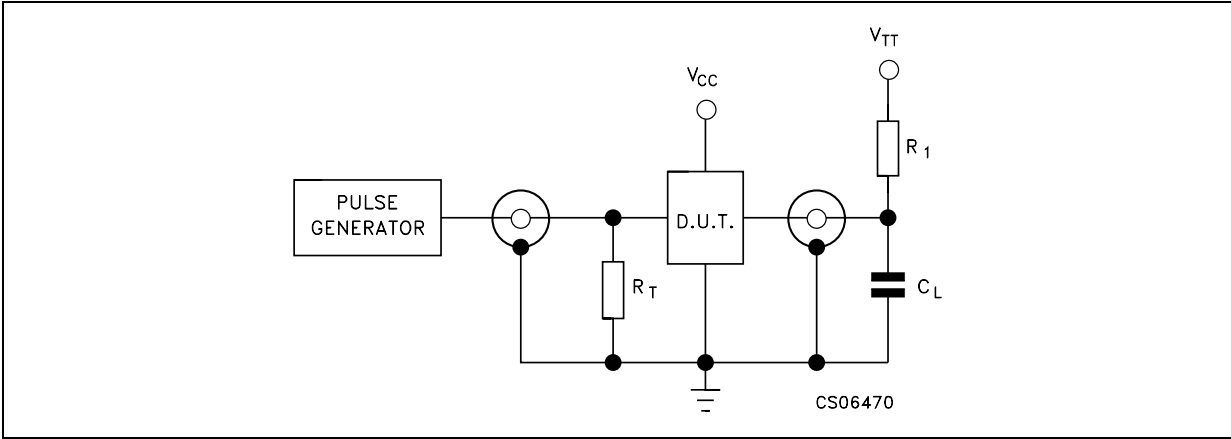 V_TT
V_CC
R_1
PULSE
GENERATOR
D.U.T.
R_T
C_L
CS06470